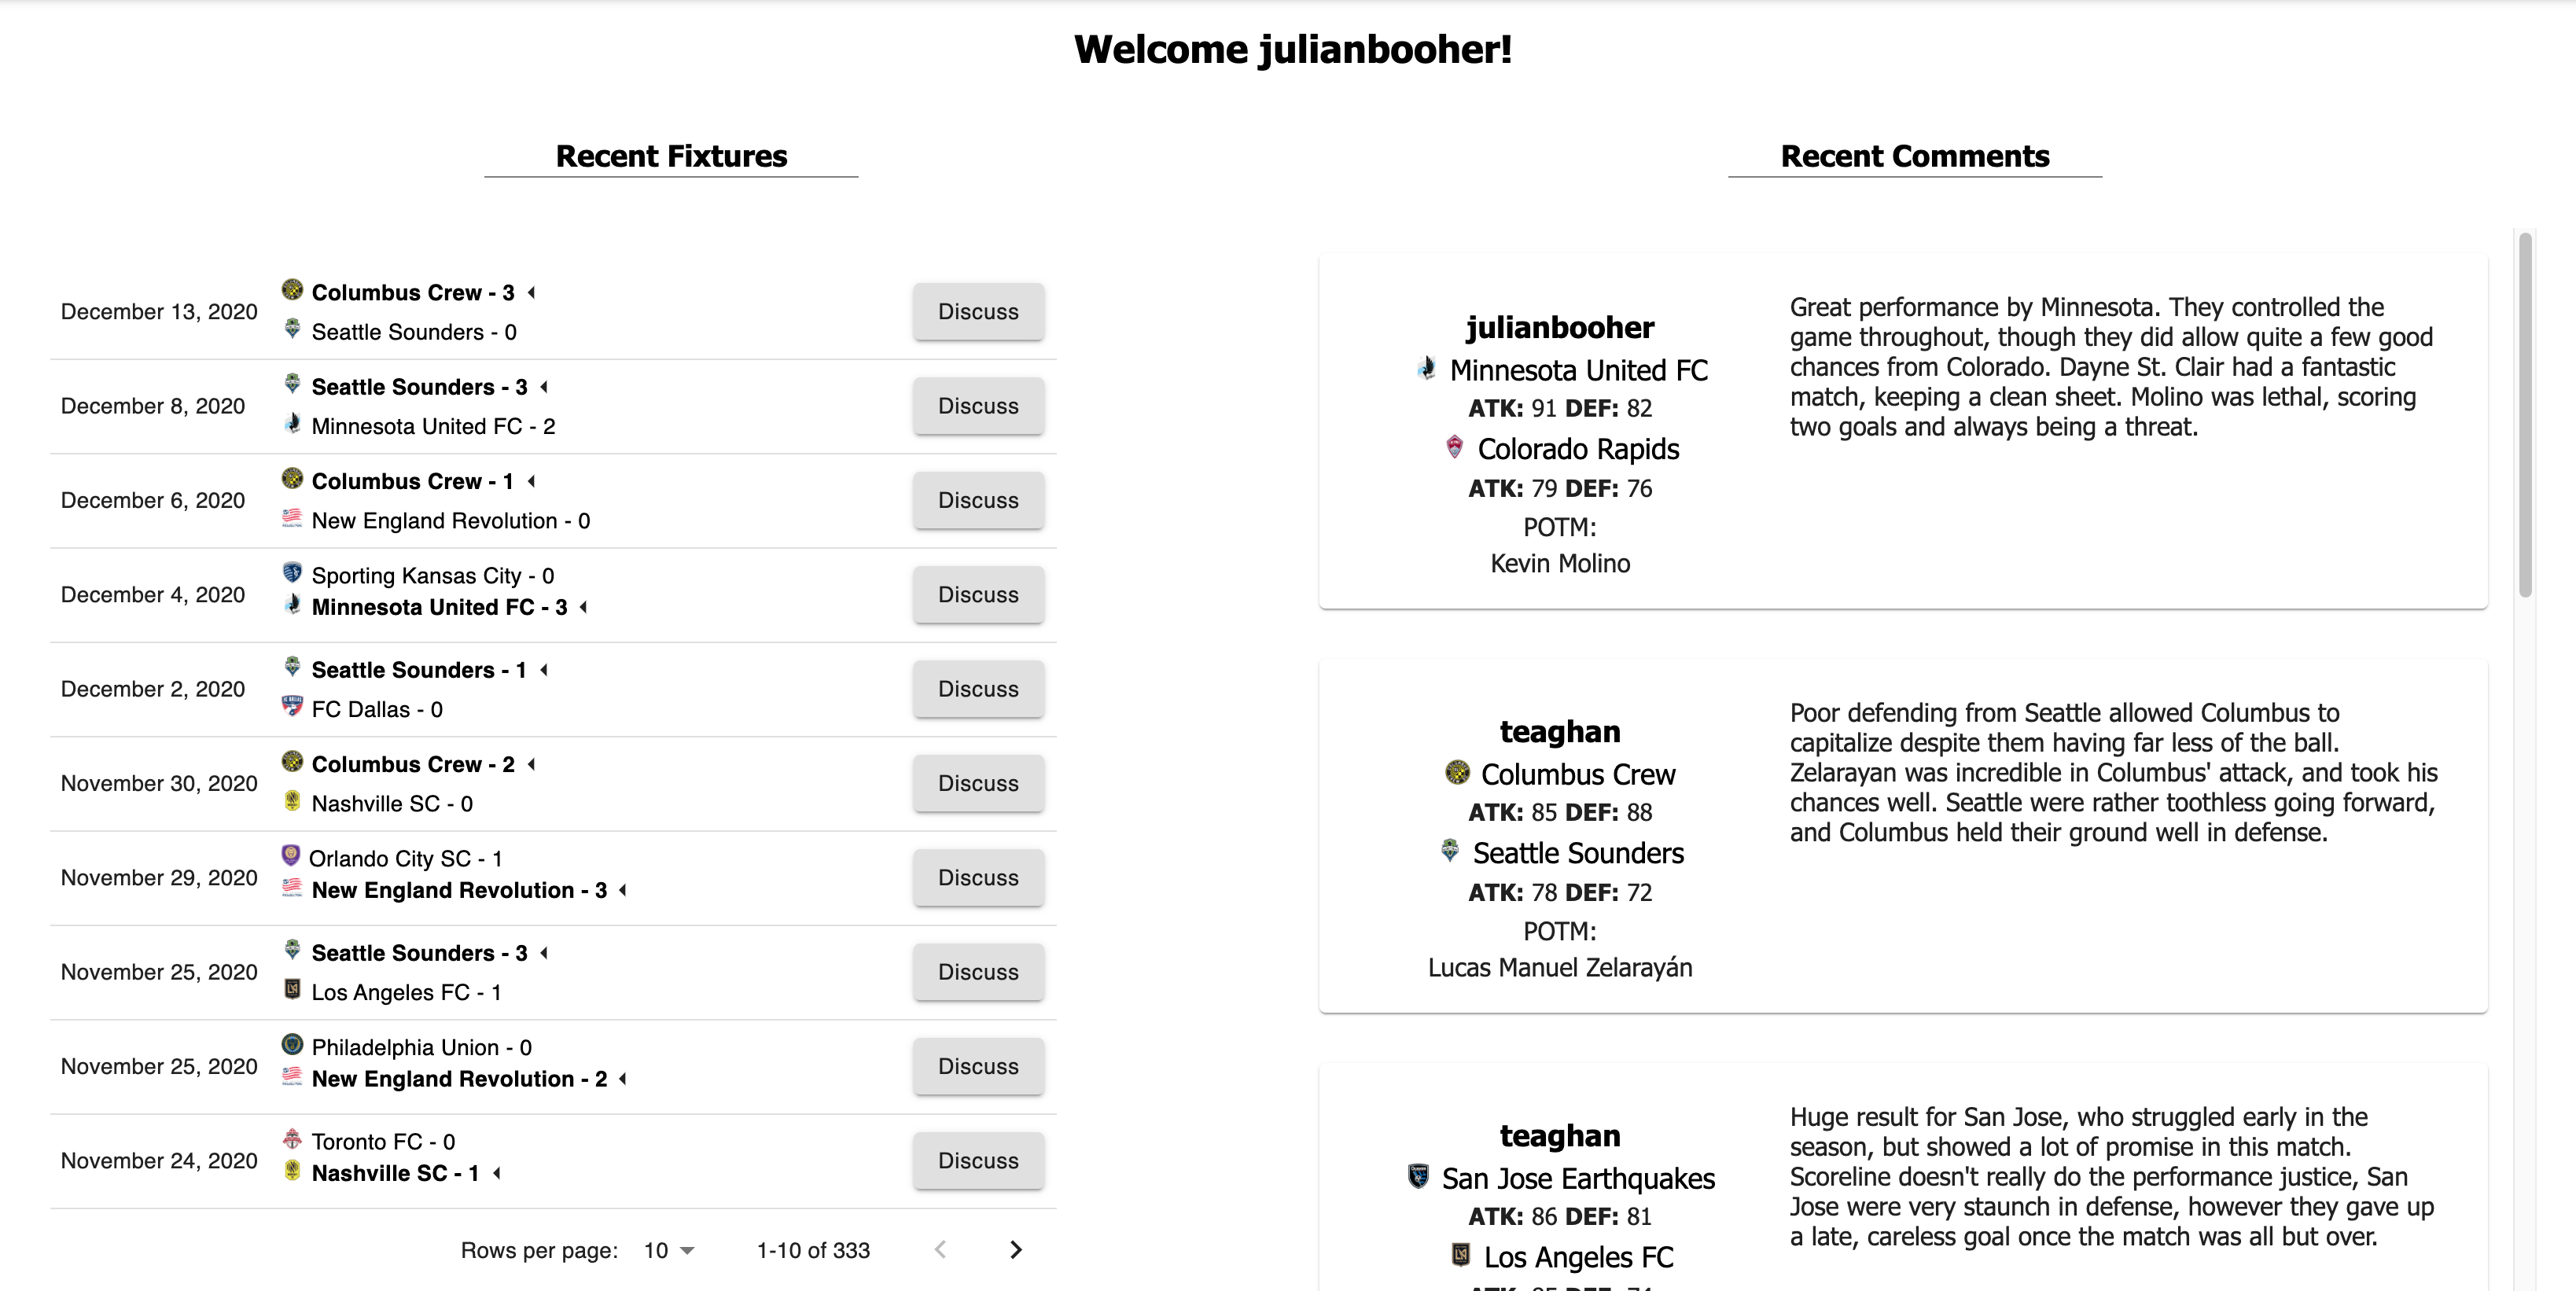 Welcome julianbooher!
Recent Fixtures
December 13, 2020
Columbus Crew - 3
Seattle Sounders - 0
Discuss
December 8, 2020
Seattle Sounders - 3
Minnesota United FC - 2
Discuss
December 6, 2020
Columbus Crew - 1
New England Revolution - 0
Discuss
December 4, 2020
Sporting Kansas City - 0
Minnesota United FC - 3
Discuss
December 2, 2020
Seattle Sounders - 1
FC Dallas - 0
Discuss
November 30, 2020
Columbus Crew - 2
Nashville SC - 0
Discuss
November 29, 2020
Orlando City SC - 1
New England Revolution - 3
Discuss
November 25, 2020
Seattle Sounders - 3
Los Angeles FC - 1
Discuss
November 25, 2020
Philadelphia Union - 0
New England Revolution - 2
Discuss
November 24, 2020
Toronto FC - 0
Nashville SC - 1
Discuss
Rows per page: 10 1-10 of 333
Recent Comments
julianbooher
Minnesota United FC
ATK: 91 DEF: 82
Colorado Rapids
ATK: 79 DEF: 76
POTM:
Kevin Molino
Great performance by Minnesota. They controlled the
game throughout, though they did allow quite a few good
chances from Colorado. Dayne St. Clair had a fantastic
match, keeping a clean sheet. Molino was lethal, scoring
two goals and always being a threat.
teaghan
Columbus Crew
ATK: 85 DEF: 88
Seattle Sounders
ATK: 78 DEF: 72
POTM:
Lucas Manuel Zelarayán
Poor defending from Seattle allowed Columbus to
capitalize despite them having far less of the ball.
Zelarayan was incredible in Columbus' attack, and took his
chances well. Seattle were rather toothless going forward,
and Columbus held their ground well in defense.
teaghan
San Jose Earthquakes
ATK: 86 DEF: 81
Los Angeles FC
Huge result for San Jose, who struggled early in the
season, but showed a lot of promise in this match.
Scoreline doesn't really do the performance justice, San
Jose were very staunch in defense, however they gave up
a late, careless goal once the match was all but over.